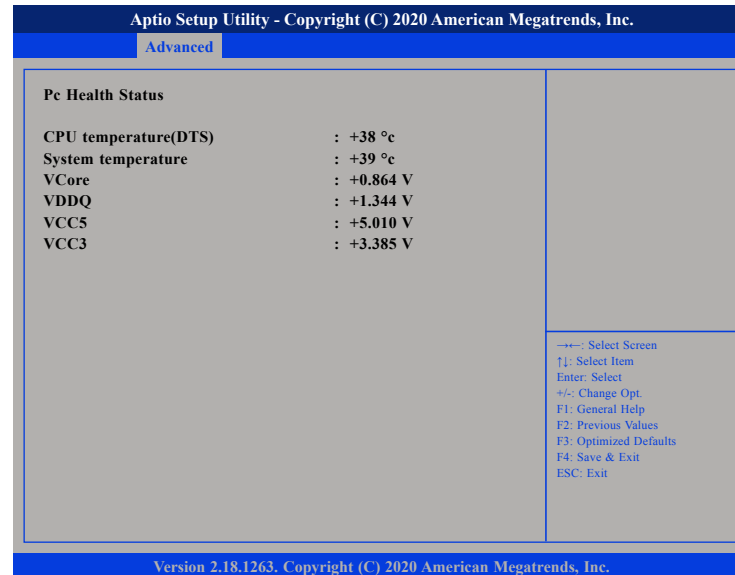 Aptio Setup Utility - Copyright (C) 2020 American Megatrends, Inc.
Advanced
Pc Health Status
CPU temperature(DTS) : +38 °c
System temperature : +39 °c
VCore : +0.864 V
VDDQ : +1.344 V
VCC5 : +5.010 V
VCC3 : +3.385 V
→←: Select Screen
↑↓: Select Item
Enter: Select
+/-: Change Opt.
F1: General Help
F2: Previous Values
F3: Optimized Defaults
F4: Save & Exit
ESC: Exit
Version 2.18.1263. Copyright (C) 2020 American Megatrends, Inc.